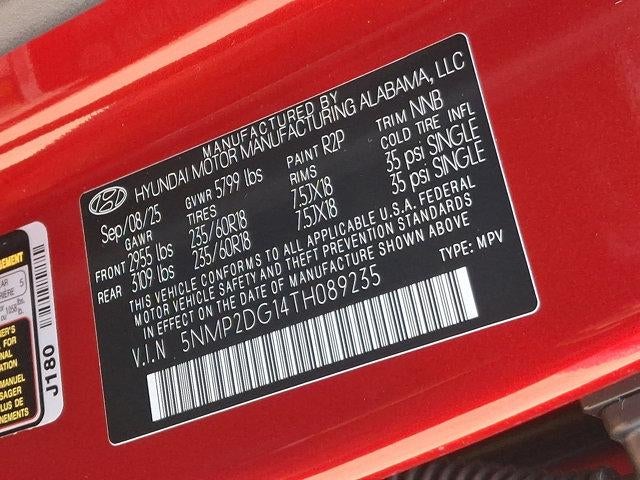 MANUFACTURED BY
HYUNDAI MOTOR MANUFACTURING ALABAMA, LLC
Sep/08/25 GVWR 5799 lbs PAINT R2P TRIM NNB
GAWR TIRES RIMS COLD TIRE INFL
FRONT 2955 lbs 235/60R18 7.5JX18 35 psi SINGLE
REAR 3109 lbs 235/60R18 7.5JX18 35 psi SINGLE
THIS VEHICLE CONFORMS TO ALL APPLICABLE U.S.A. FEDERAL
MOTOR VEHICLE SAFETY AND THEFT PREVENTION STANDARDS
IN EFFECT ON THE DATE OF MANUFACTURE SHOWN ABOVE
V.I.N 5NMP2DG14TH089235 TYPE: MPV
J180
5